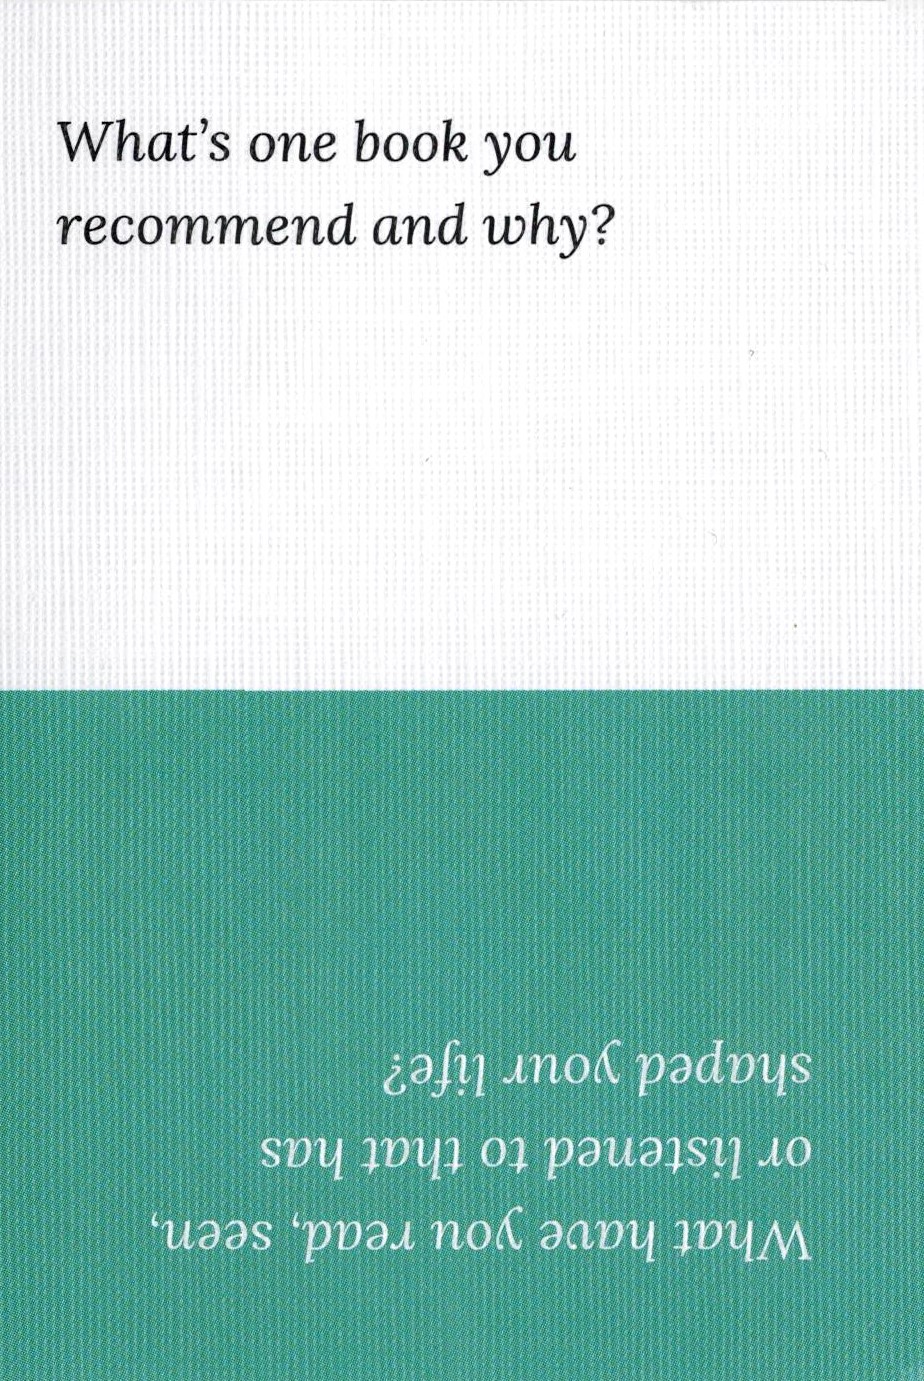 What's one book you
recommend and why?
What have you read, seen,
or listened to that has
shaped your life?